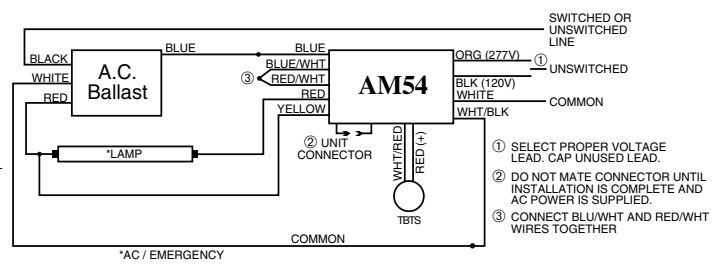 SWITCHED OR
UNSWITCHED
LINE
BLACK
BLUE
BLUE
ORG (277V)
①
WHITE
A.C.
Ballast
BLUE/WHT
③
RED/WHT
AM54
UNSWITCHED
BLK (120V)
RED
RED
WHITE
COMMON
YELLOW
WHT/BLK
② UNIT
CONNECTOR
WHT/RED
RED (+)
*LAMP
TBTS
① SELECT PROPER VOLTAGE
LEAD. CAP UNUSED LEAD.
② DO NOT MATE CONNECTOR UNTIL
INSTALLATION IS COMPLETE AND
AC POWER IS SUPPLIED.
③ CONNECT BLU/WHT AND RED/WHT
WIRES TOGETHER
COMMON
*AC / EMERGENCY